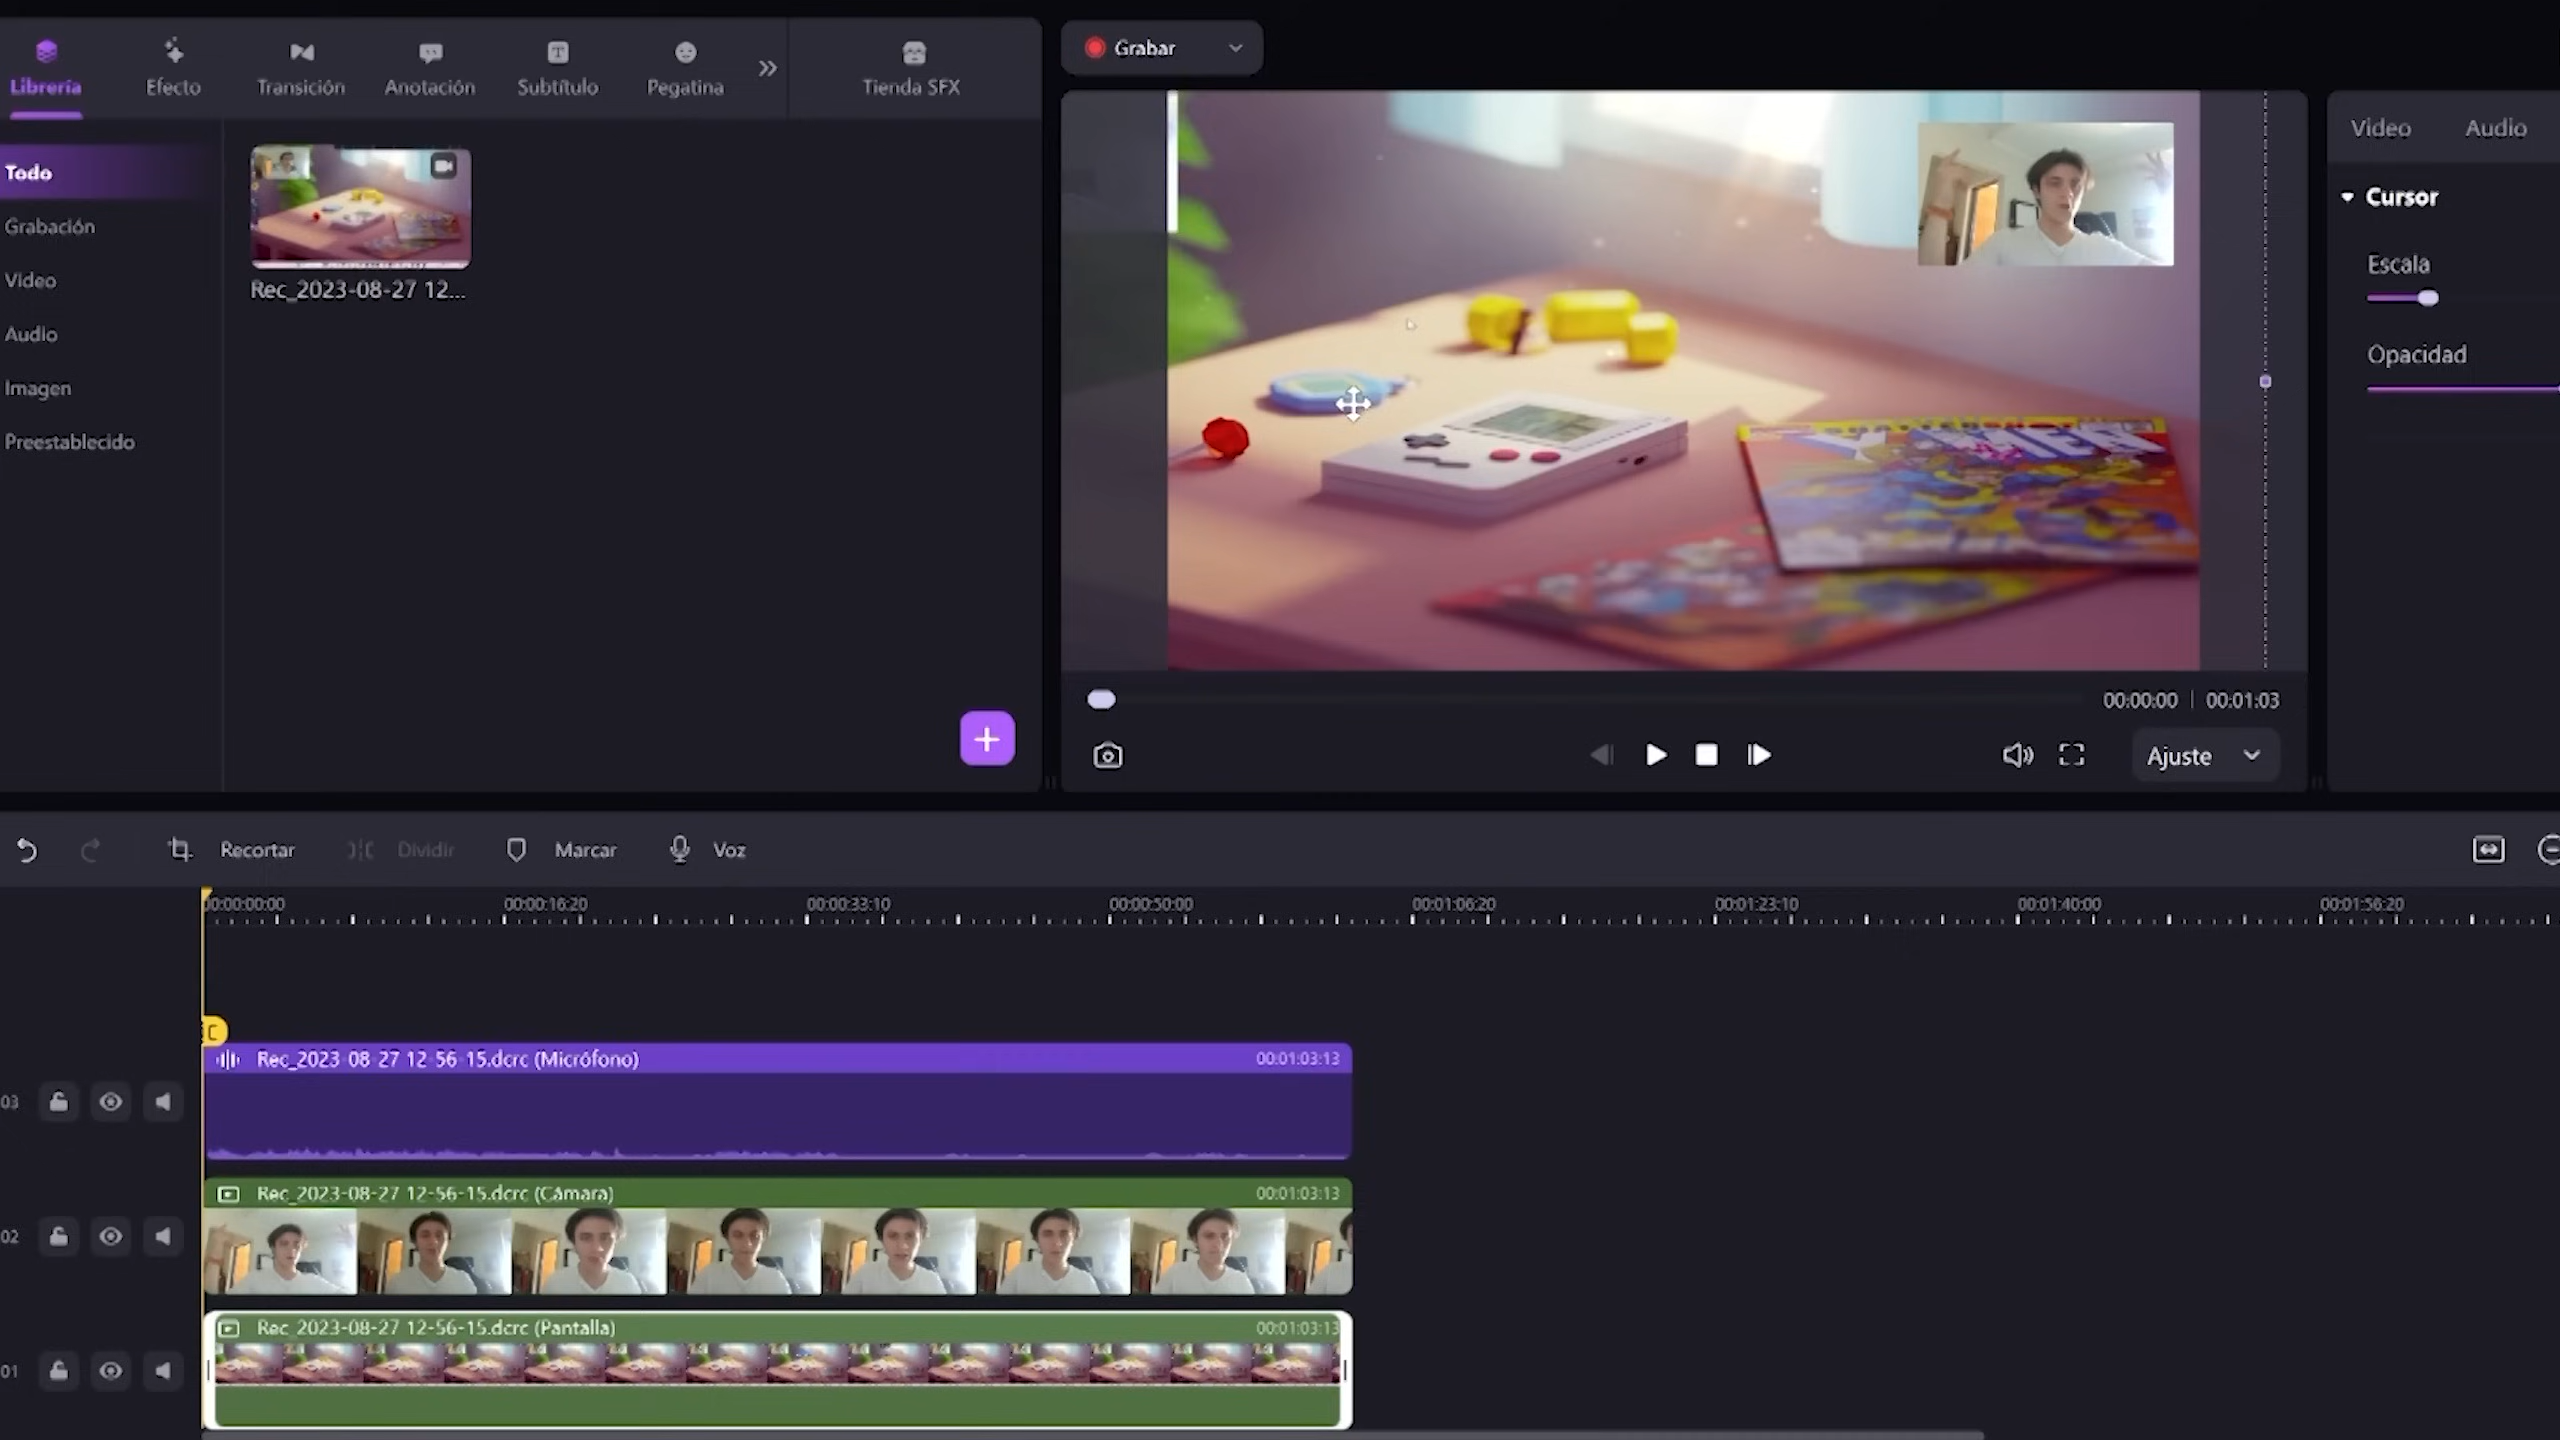 Librería
Efecto
Transición
Anotación
Subtítulo
Pegatina
Tienda SFX
Grabar
Todo
Grabación
Video
Audio
Imagen
Preestablecido
Rec_2023-08-27 12...
X-MEN
Video
Audio
Cursor
Escala
Opacidad
00:00:00 | 00:01:03
Ajuste
Recortar
Dividir
Marcar
Voz
00:00:00:00
00:00:16:20
00:00:33:10
00:00:50:00
00:01:06:20
00:01:23:10
00:01:40:00
00:01:56:20
03
Rec_2023-08-27 12-56-15.dcrc (Micrófono)
00:01:03:13
02
Rec_2023-08-27 12-56-15.dcrc (Cámara)
00:01:03:13
01
Rec_2023-08-27 12-56-15.dcrc (Pantalla)
00:01:03:13